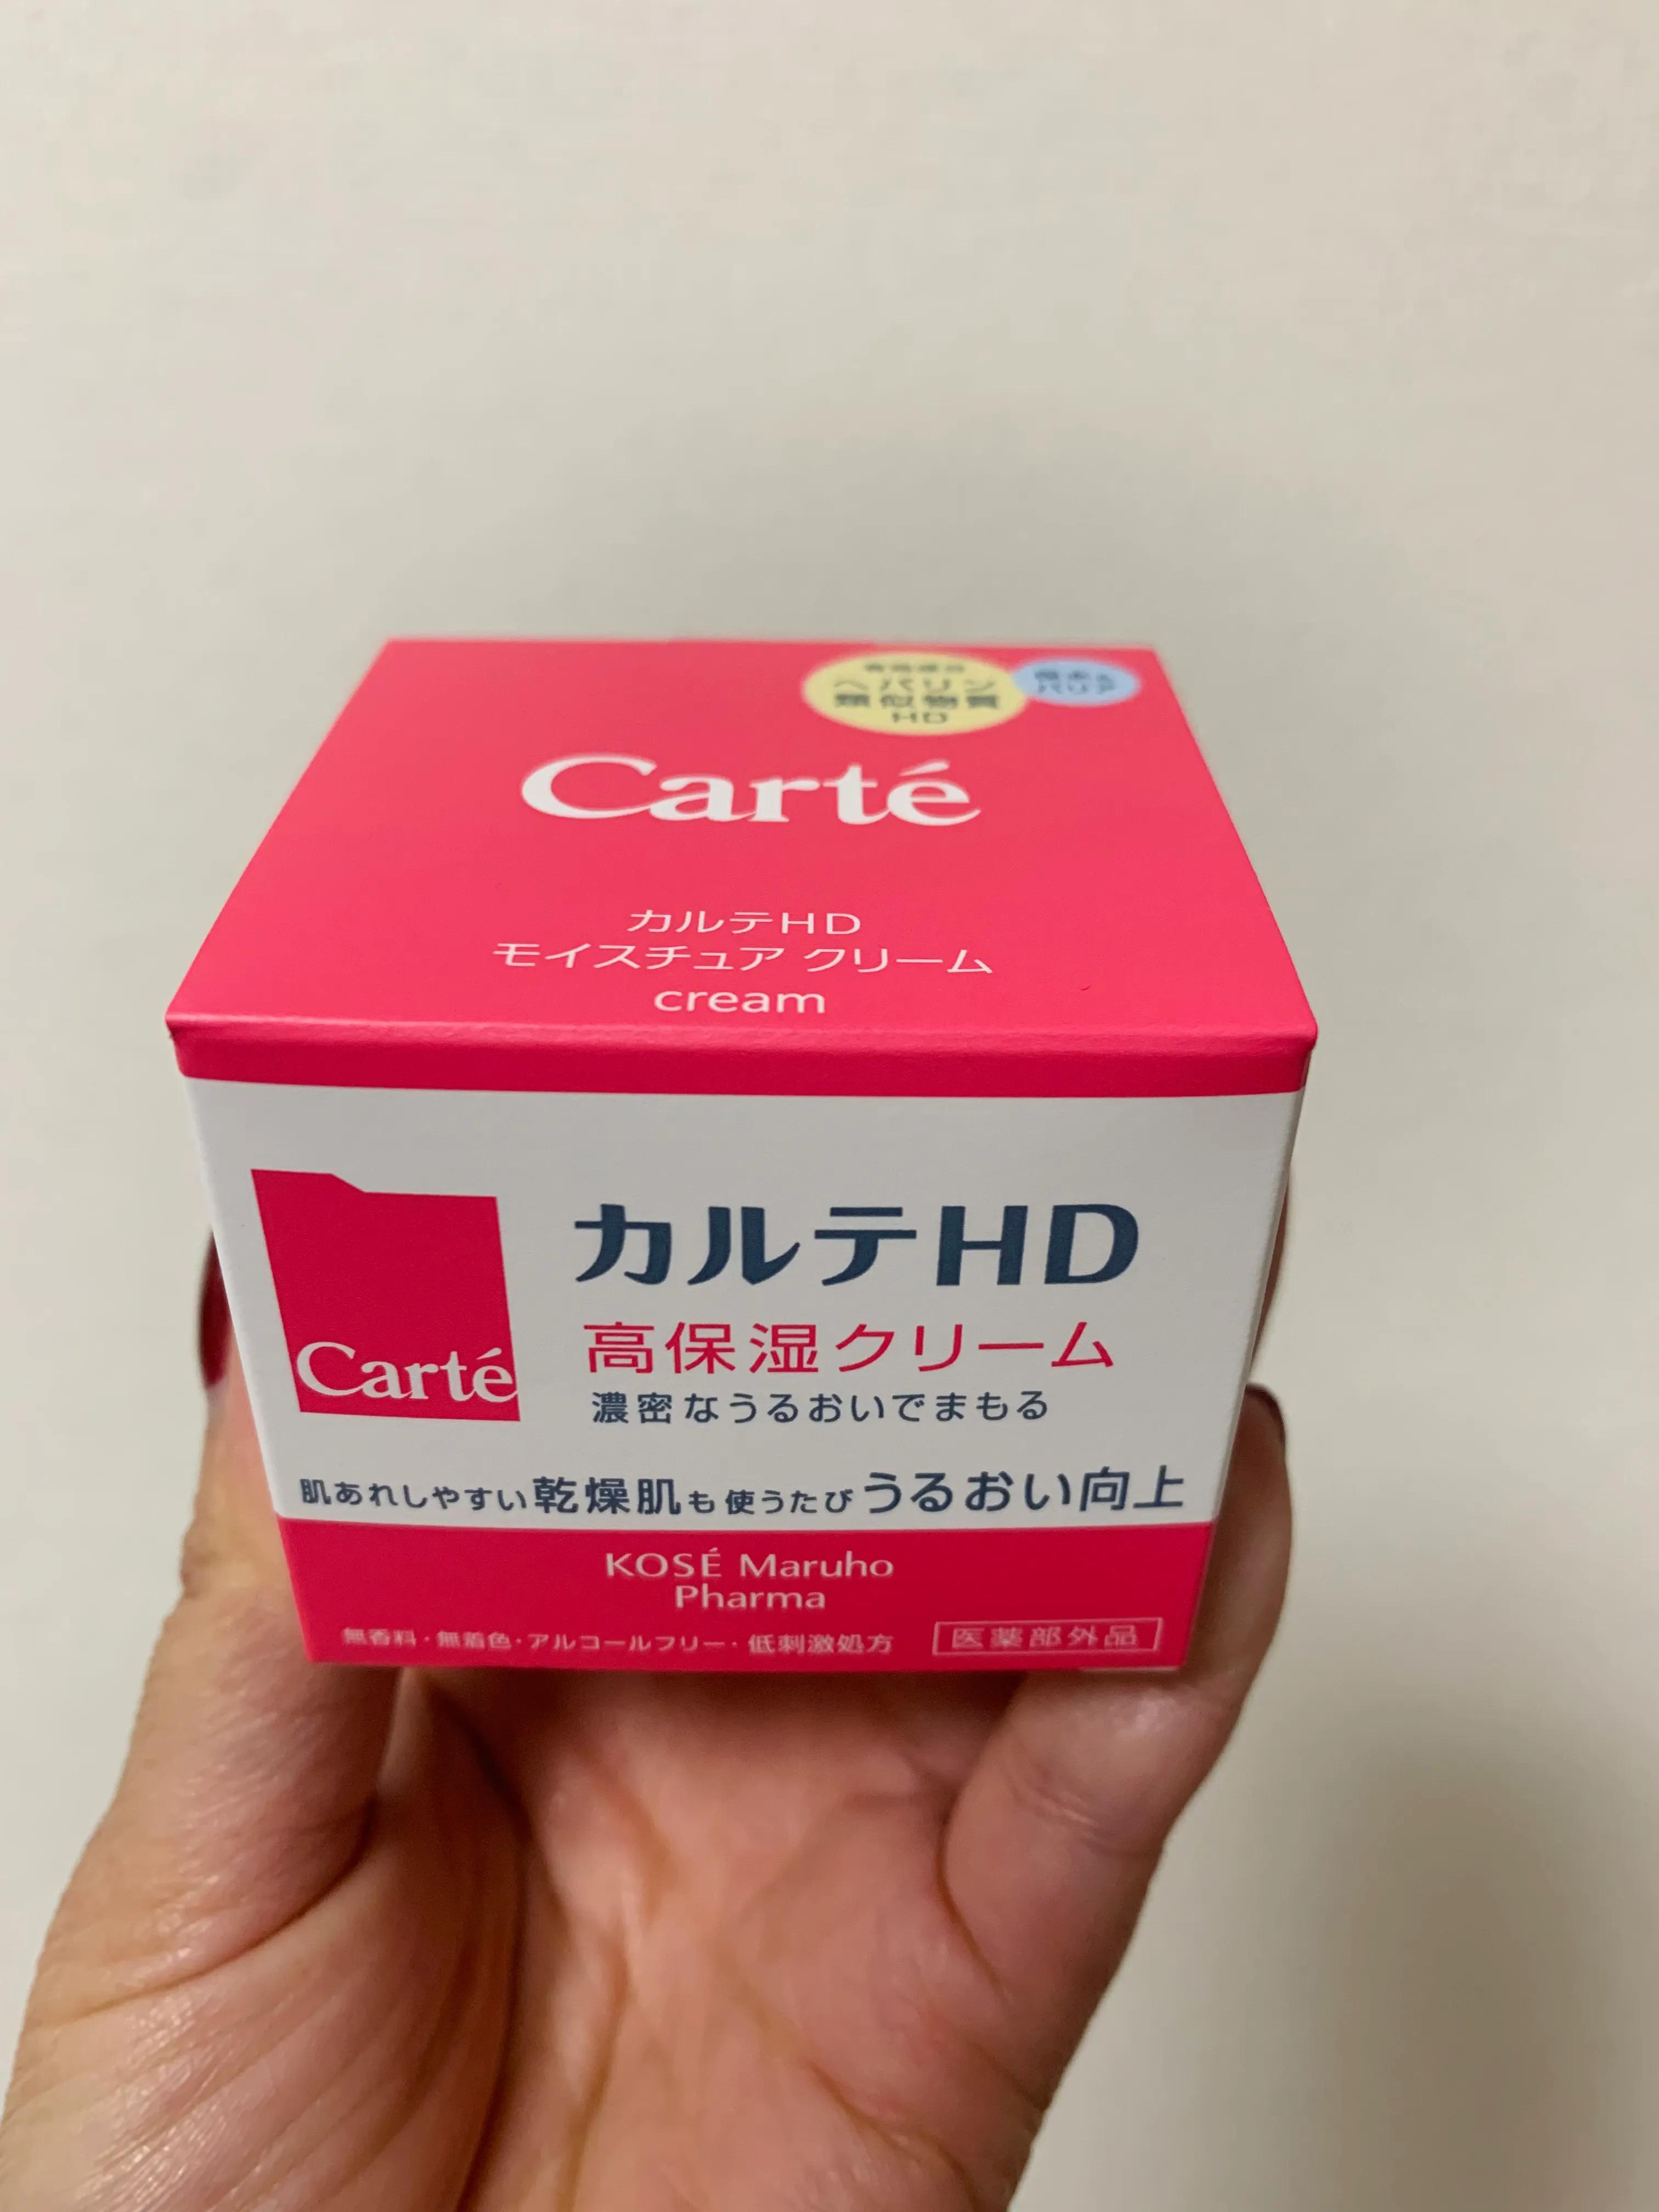 有効成分
ヘパリン
類似物質
HD
バリア
Carté
カルテHD
モイスチュア クリーム
cream
Carté
カルテHD
高保湿クリーム
濃密なうるおいでまもる
肌あれしやすい乾燥肌も使うたびうるおい向上
KOSÉ Maruho
Pharma
無香料・無着色・アルコールフリー・低刺激処方
医薬部外品